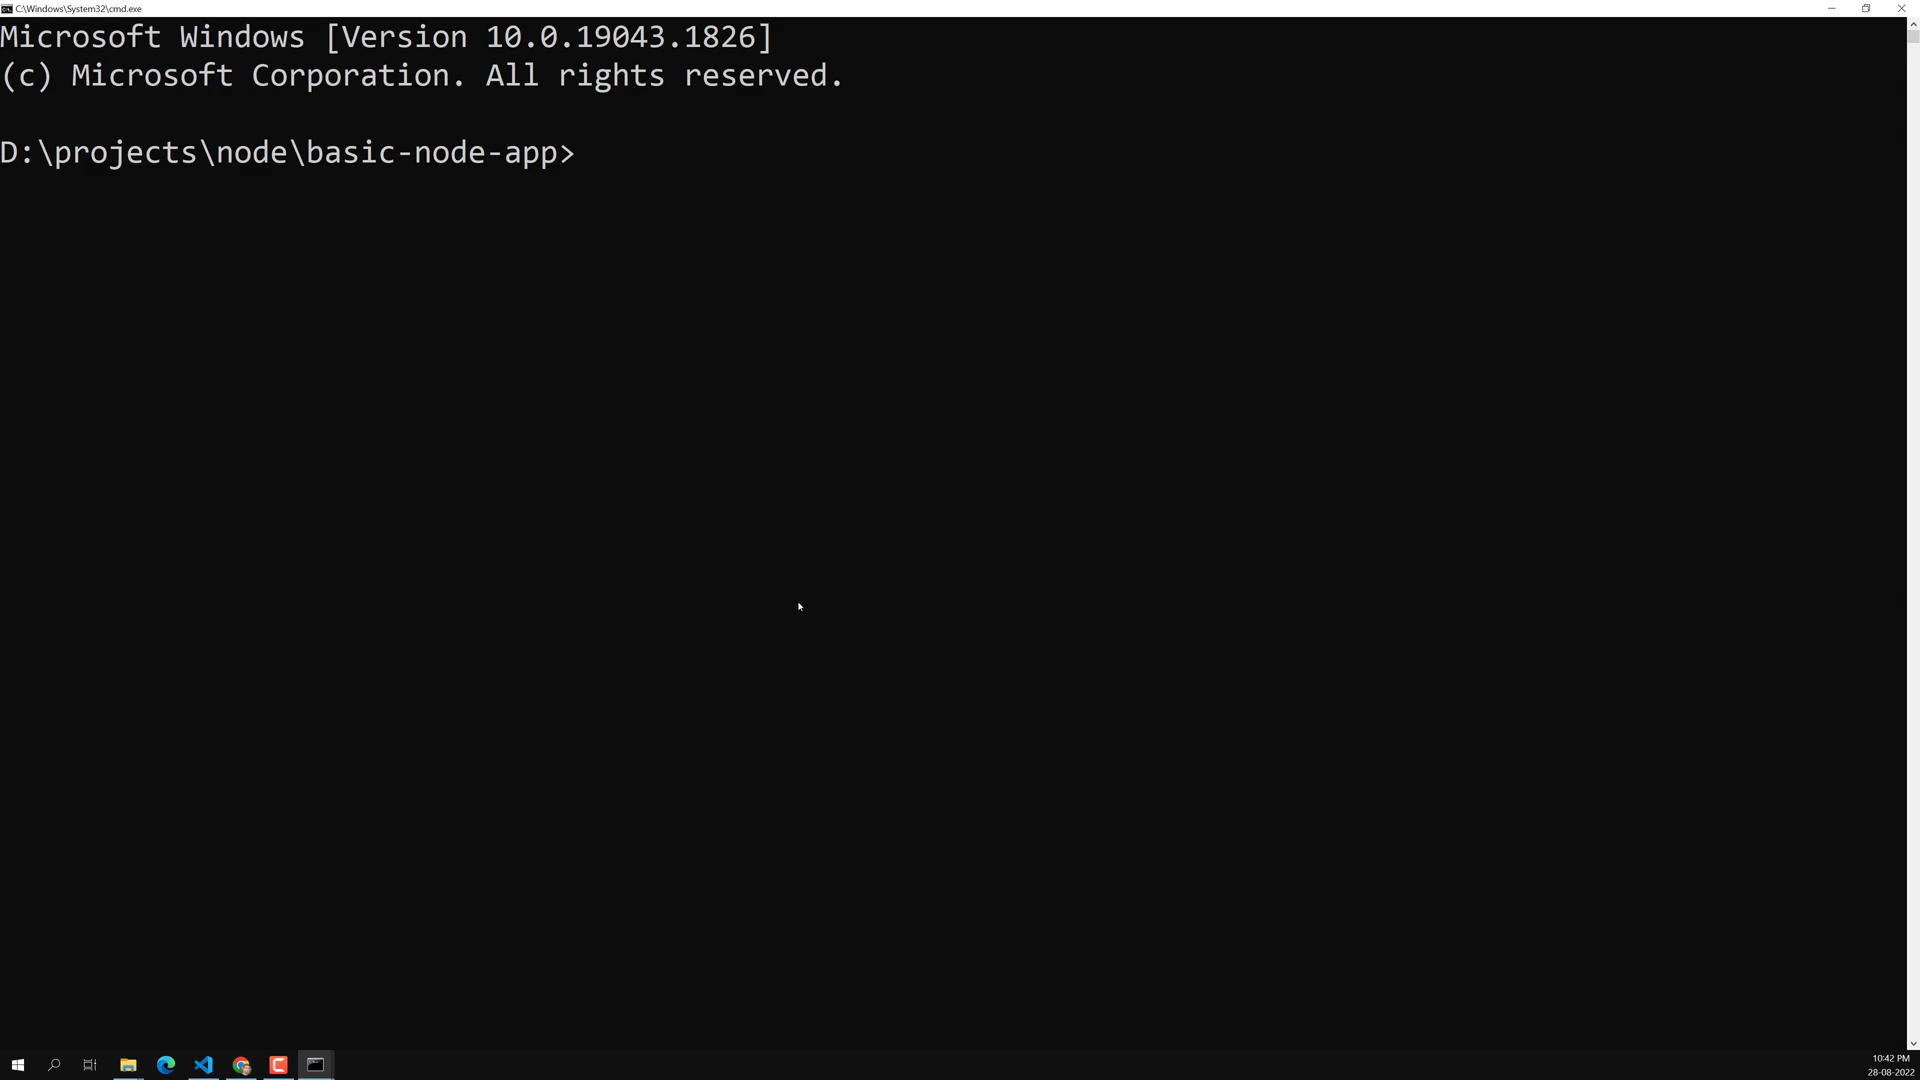 C:\Windows\System32\cmd.exe
Microsoft Windows [Version 10.0.19043.1826]
(c) Microsoft Corporation. All rights reserved.
D:\projects\node\basic-node-app>
10:42 PM
28-08-2022